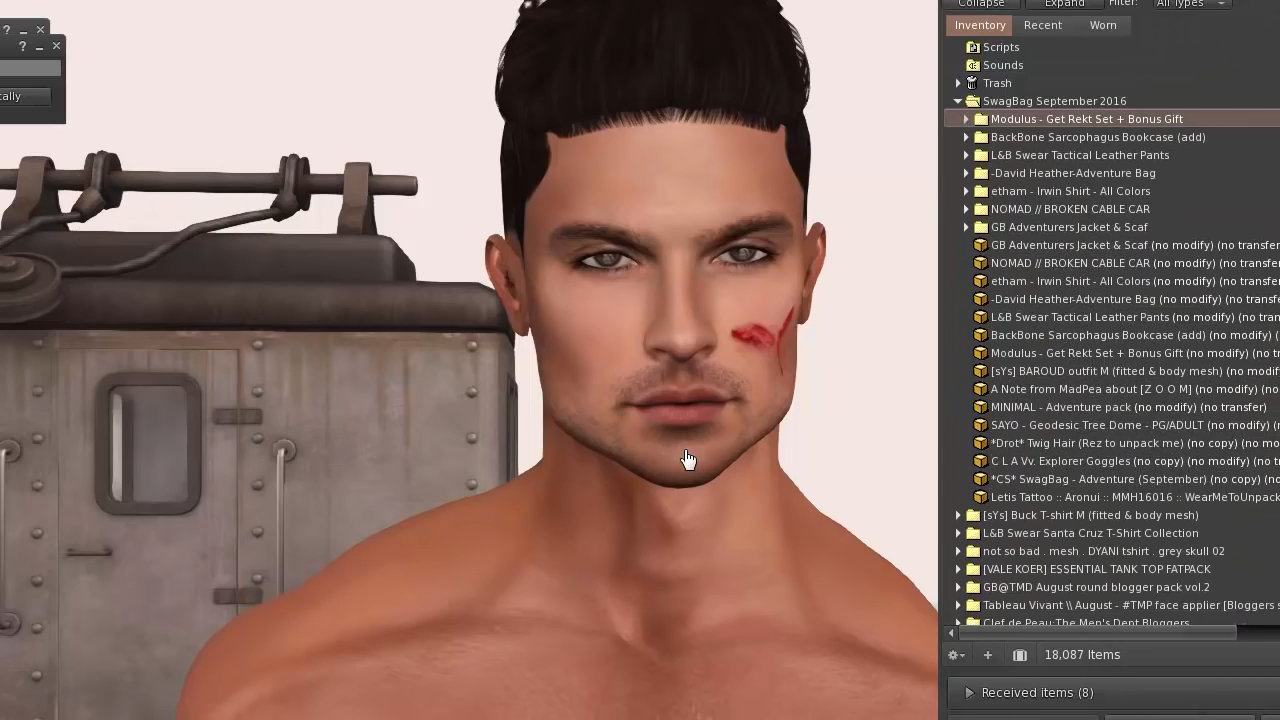 cally
Collapse Expand Filter: All Types
Inventory Recent Worn
Scripts
Sounds
Trash
SwagBag September 2016
Modulus - Get Rekt Set + Bonus Gift
BackBone Sarcophagus Bookcase (add)
L&B Swear Tactical Leather Pants
-David Heather-Adventure Bag
etham - Irwin Shirt - All Colors
NOMAD // BROKEN CABLE CAR
GB Adventurers Jacket & Scaf
GB Adventurers Jacket & Scaf (no modify) (no transfer
NOMAD // BROKEN CABLE CAR (no modify) (no transfer
etham - Irwin Shirt - All Colors (no modify) (no transfe
-David Heather-Adventure Bag (no modify) (no transfe
L&B Swear Tactical Leather Pants (no modify) (no tran
BackBone Sarcophagus Bookcase (add) (no modify) (
Modulus - Get Rekt Set + Bonus Gift (no modify) (no tr
[sYs] BAROUD outfit M (fitted & body mesh) (no modif
A Note from MadPea about [Z O O M] (no modify) (no
MINIMAL - Adventure pack (no modify) (no transfer)
SAYO - Geodesic Tree Dome - PG/ADULT (no modify) (n
*Drot* Twig Hair (Rez to unpack me) (no copy) (no mo
C L A Vv. Explorer Goggles (no copy) (no modify) (no t
*CS* SwagBag - Adventure (September) (no copy) (no
Letis Tattoo :: Aronui :: MMH16016 :: WearMeToUnpack
[sYs] Buck T-shirt M (fitted & body mesh)
L&B Swear Santa Cruz T-Shirt Collection
not so bad . mesh . DYANI tshirt . grey skull 02
[VALE KOER] ESSENTIAL TANK TOP FATPACK
GB@TMD August round blogger pack vol.2
Tableau Vivant \\ August - #TMP face applier [Bloggers s
Clef de Peau:The Men's Dept Bloggers
18,087 Items
Received items (8)